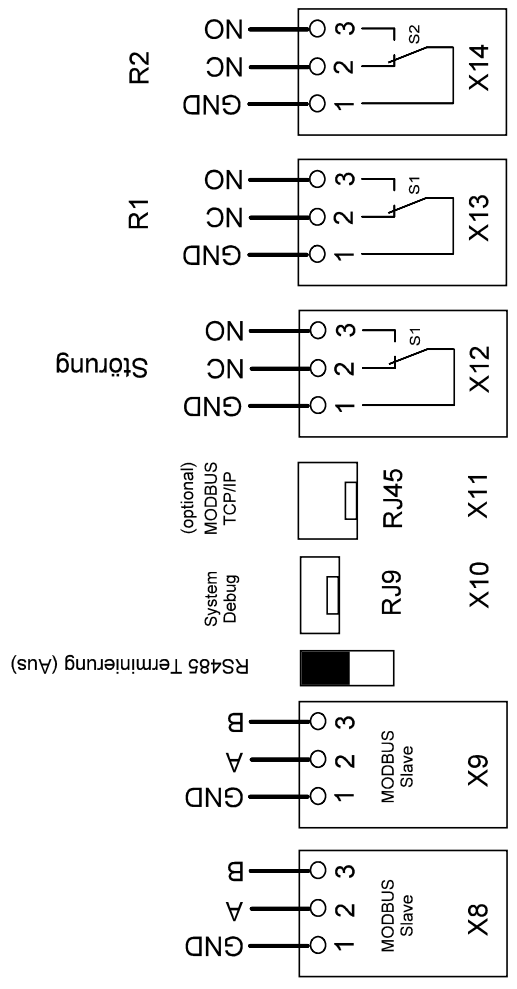 R2
NO
NC
GND
3
2
1
S2
X14
R1
NO
NC
GND
3
2
1
S1
X13
Störung
NO
NC
GND
3
2
1
S1
X12
(optional)
MODBUS
TCP/IP
RJ45
X11
System
Debug
RJ9
X10
RS485 Terminierung (Aus)
B
A
GND
3
2
1
MODBUS
Slave
X9
B
A
GND
3
2
1
MODBUS
Slave
X8